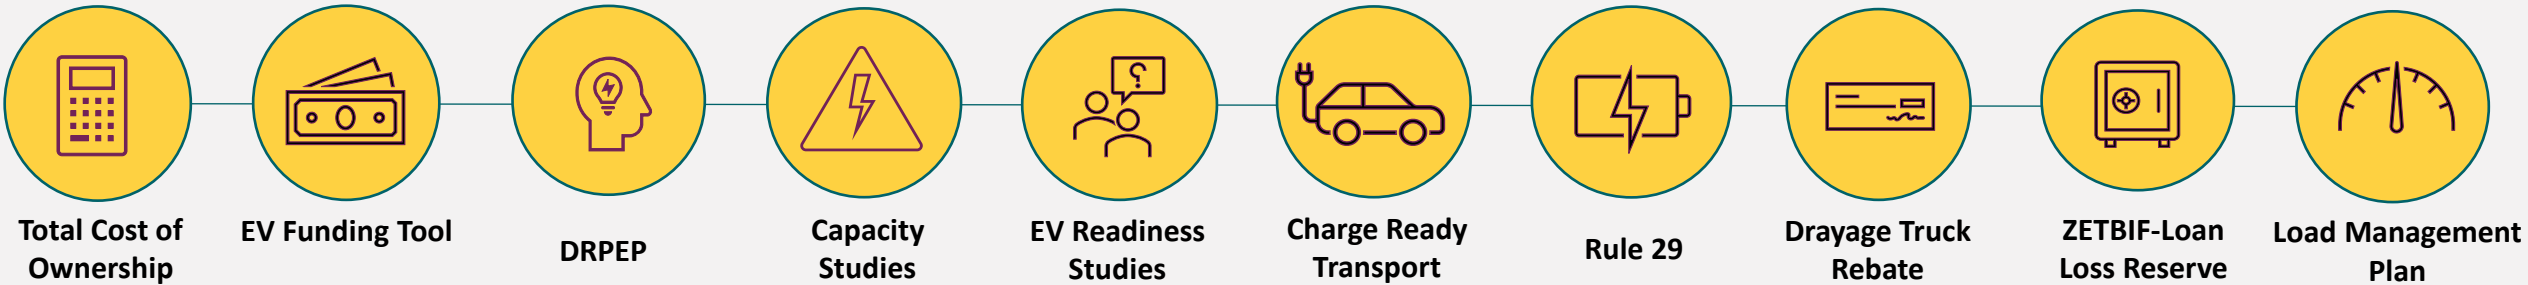 Total Cost of
Ownership
EV Funding Tool
DRPEP
Capacity
Studies
EV Readiness
Studies
Charge Ready
Transport
Rule 29
Drayage Truck
Rebate
ZETBIF-Loan
Loss Reserve
Load Management
Plan